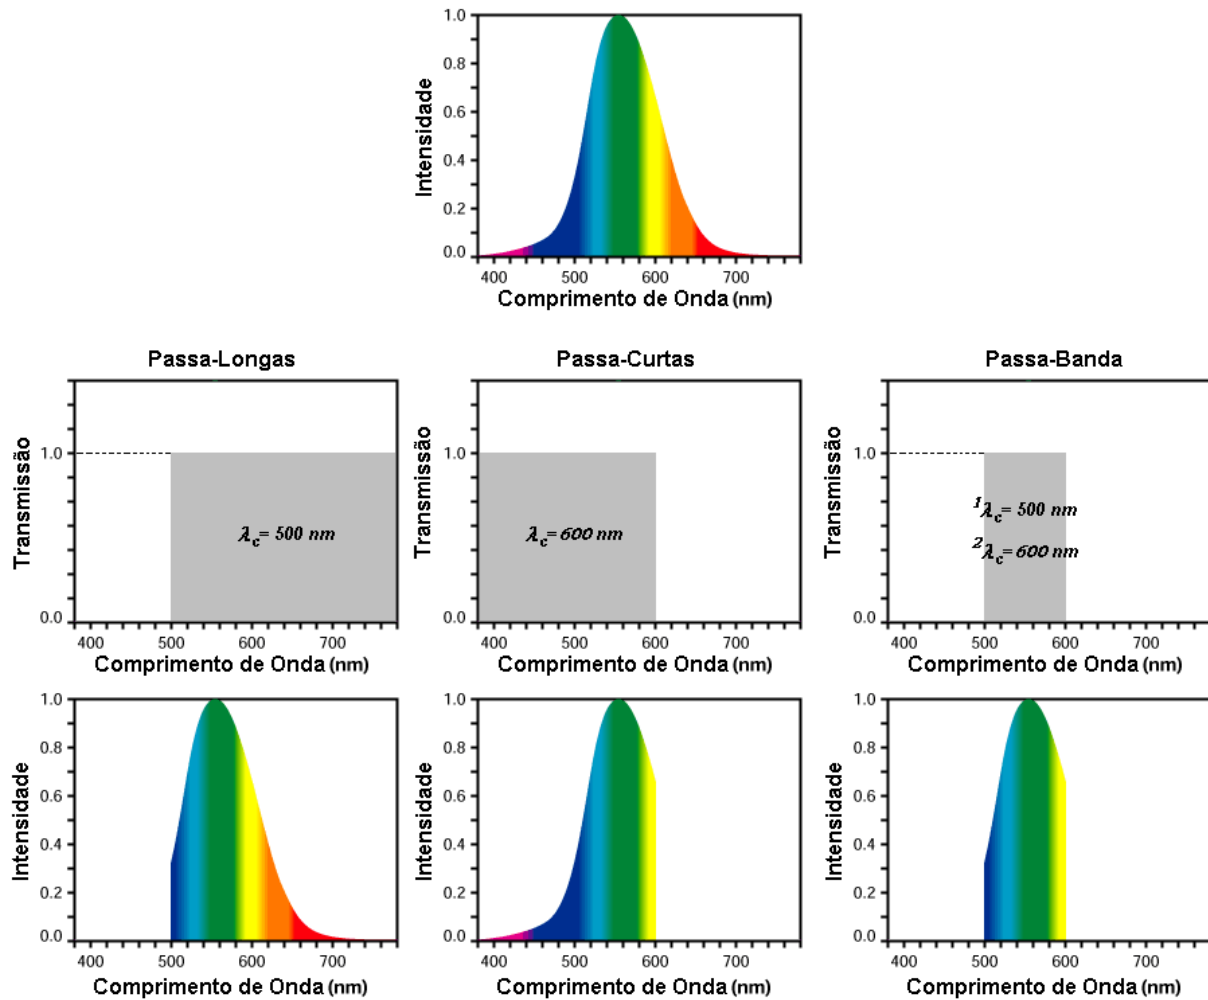 1.0
0.8
0.6
0.4
0.2
0.0
Intensidade
400 500 600 700
Comprimento de Onda (nm)
Passa-Longas
1.0
0.0
Transmissão
λc= 500 nm
400 500 600 700
Comprimento de Onda (nm)
Passa-Curtas
1.0
0.0
Transmissão
λc= 600 nm
400 500 600 700
Comprimento de Onda (nm)
Passa-Banda
1.0
0.0
Transmissão
1λc= 500 nm
2λc= 600 nm
400 500 600 700
Comprimento de Onda (nm)
1.0
0.8
0.6
0.4
0.2
0.0
Intensidade
400 500 600 700
Comprimento de Onda (nm)
1.0
0.8
0.6
0.4
0.2
0.0
Intensidade
400 500 600 700
Comprimento de Onda (nm)
1.0
0.8
0.6
0.4
0.2
0.0
Intensidade
400 500 600 700
Comprimento de Onda (nm)